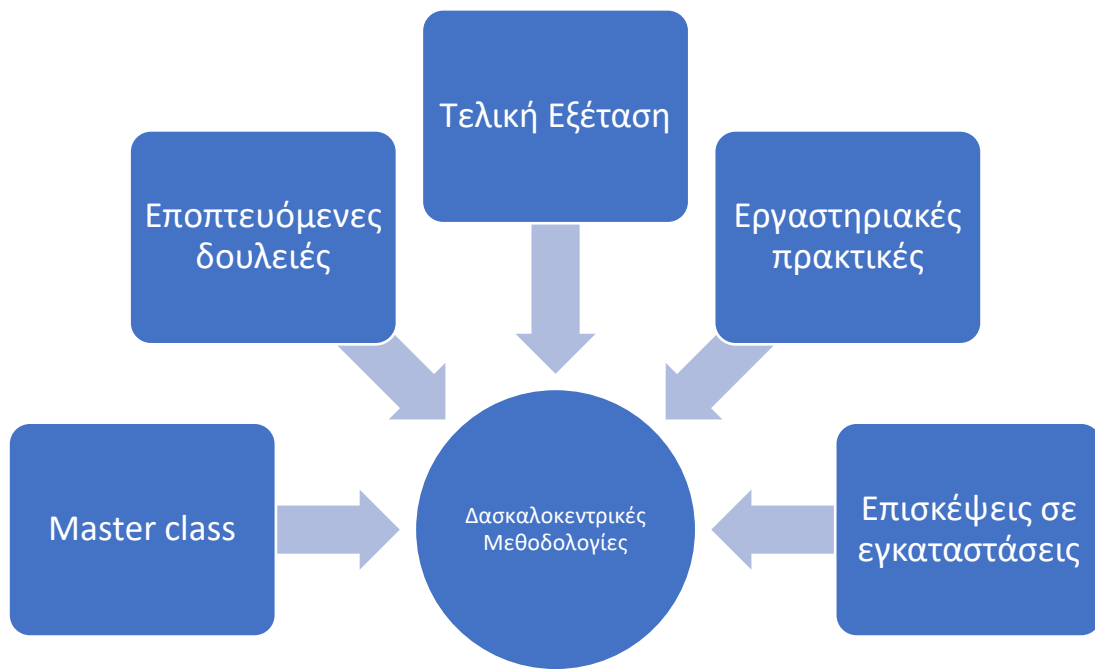 Τελική Εξέταση
Εποπτευόμενες
δουλειές
Εργαστηριακές
πρακτικές
Master class
Δασκαλοκεντρικές
Μεθοδολογίες
Επισκέψεις σε
εγκαταστάσεις